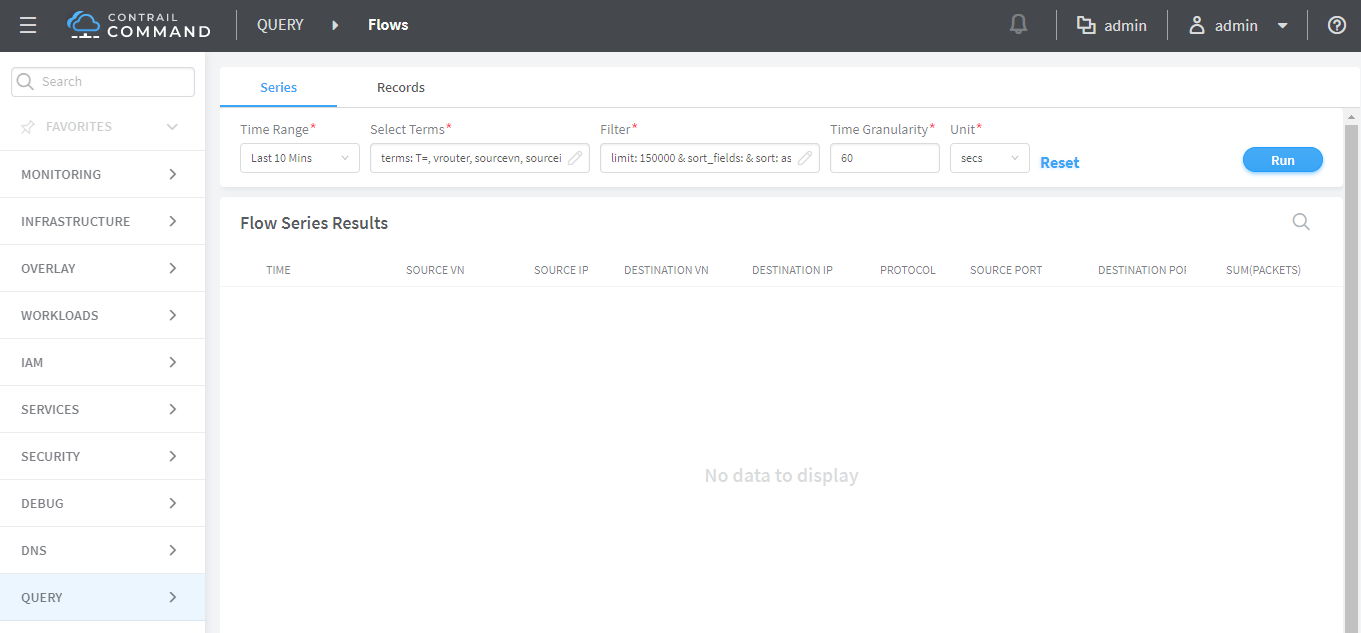 CONTRAIL
COMMAND
QUERY
Flows
admin
admin
Search
FAVORITES
MONITORING
INFRASTRUCTURE
OVERLAY
WORKLOADS
IAM
SERVICES
SECURITY
DEBUG
DNS
QUERY
Series Records
Time Range* Select Terms* Filter* Time Granularity* Unit*
Last 10 Mins terms: T=, vrouter, sourcevn, sourcei limit: 150000 & sort_fields: & sort: as 60 secs Reset Run
Flow Series Results
TIME SOURCE VN SOURCE IP DESTINATION VN DESTINATION IP PROTOCOL SOURCE PORT DESTINATION POR SUM(PACKETS)
No data to display